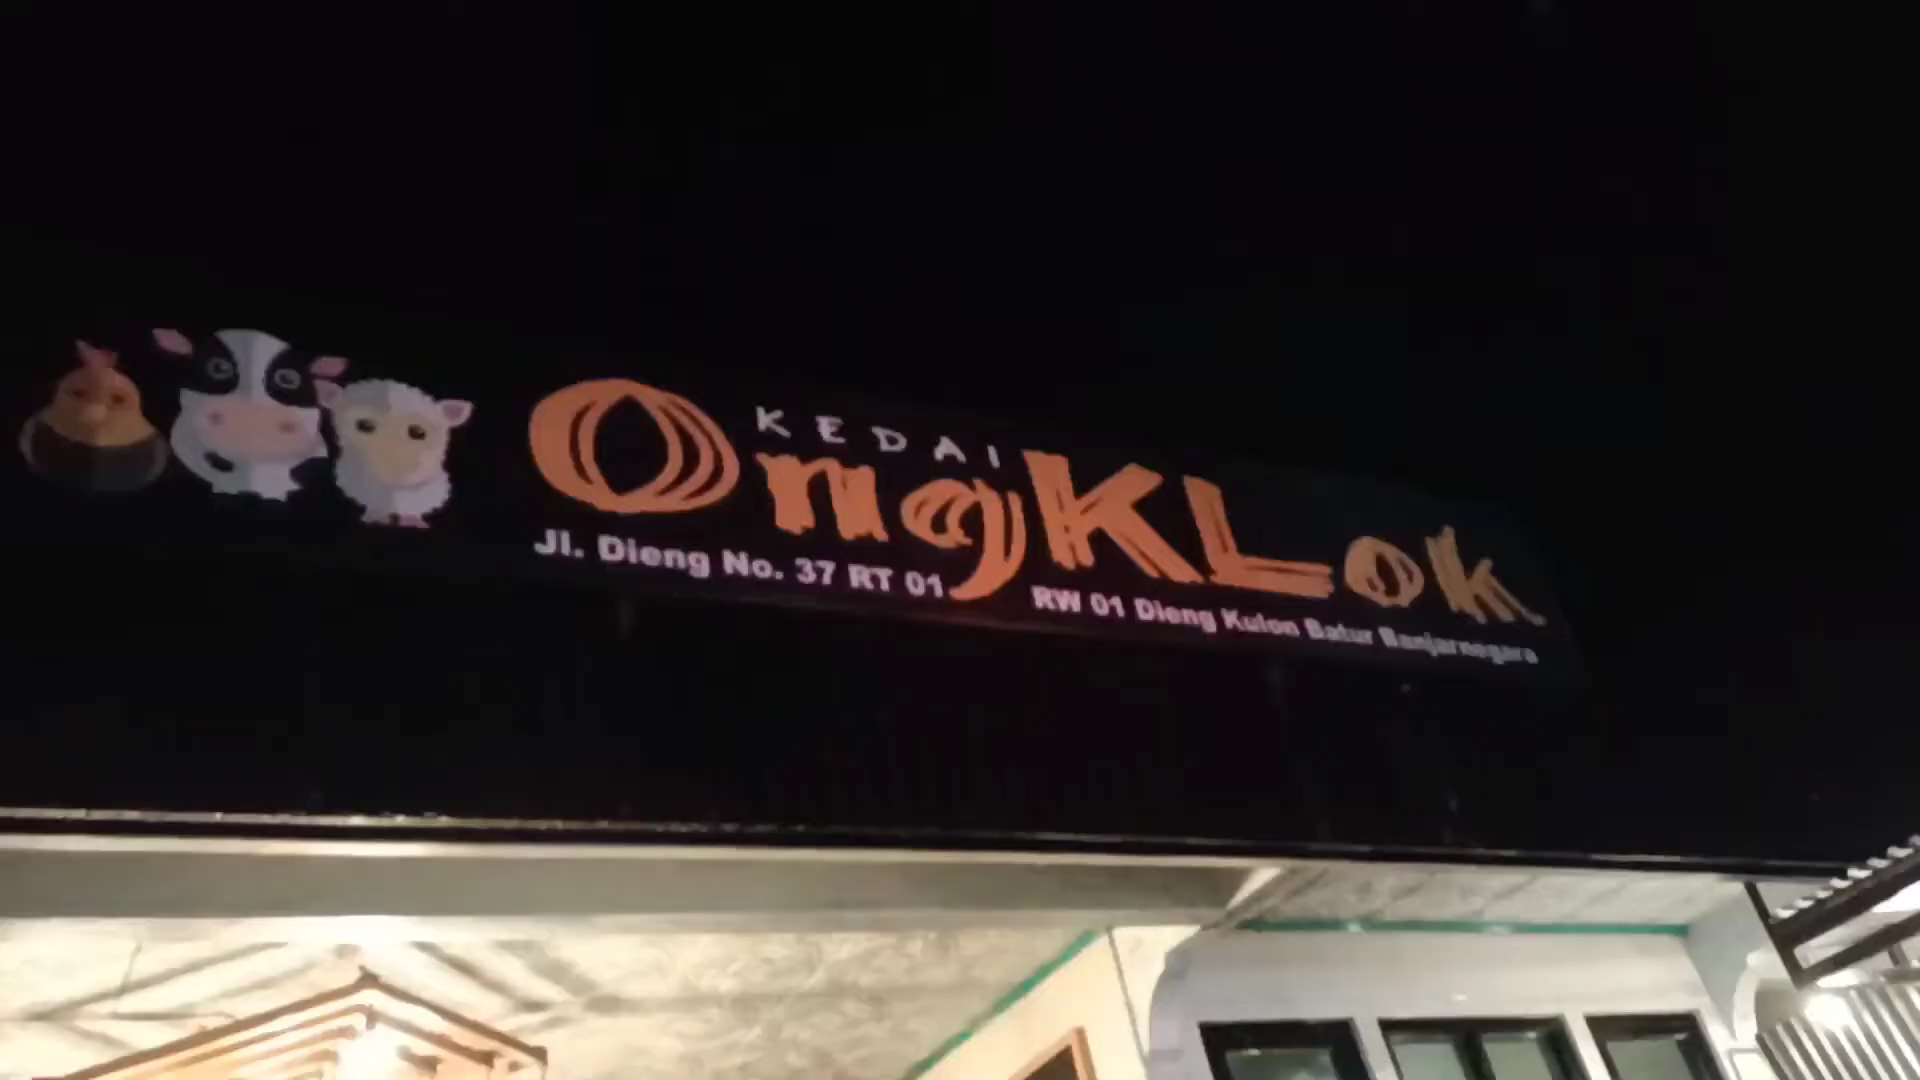 KEDAI
OngKLok
Jl. Dieng No. 37 RT 01 RW 01 Dieng Kulon Batur Banjarnegara